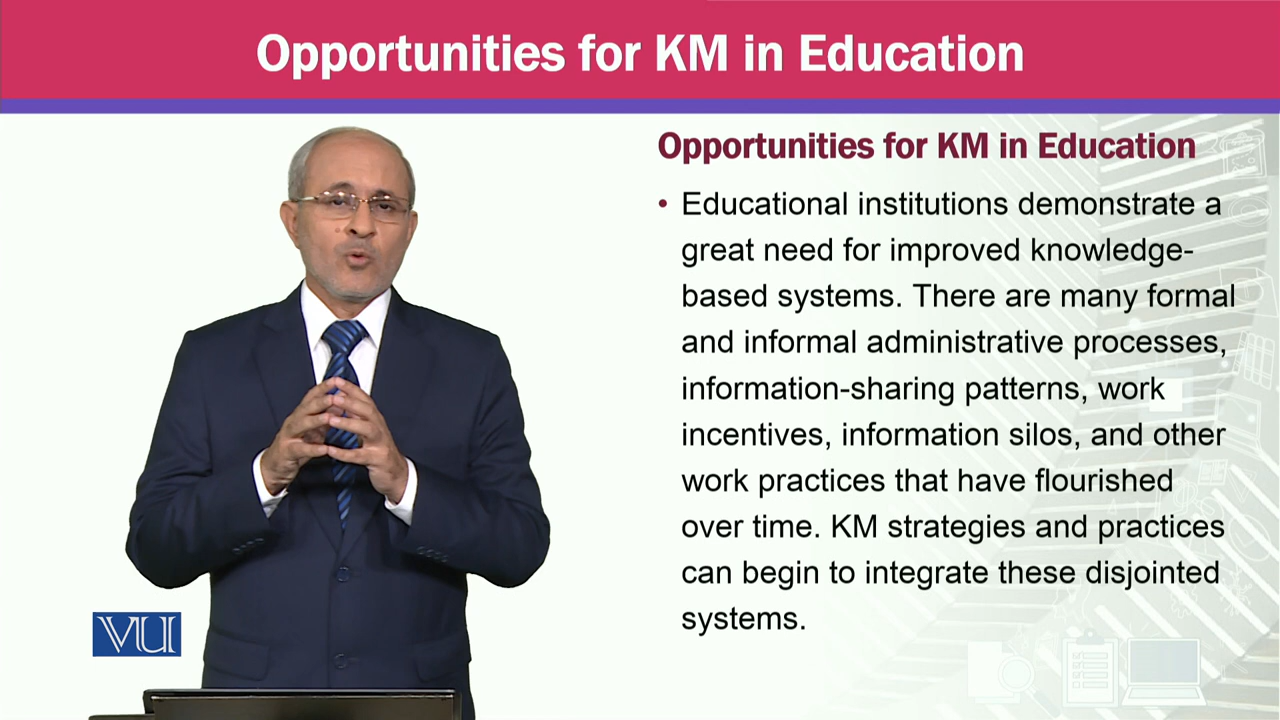 Opportunities for KM in Education
Opportunities for KM in Education
• Educational institutions demonstrate a
great need for improved knowledge-
based systems. There are many formal
and informal administrative processes,
information-sharing patterns, work
incentives, information silos, and other
work practices that have flourished
over time. KM strategies and practices
can begin to integrate these disjointed
systems.
VU